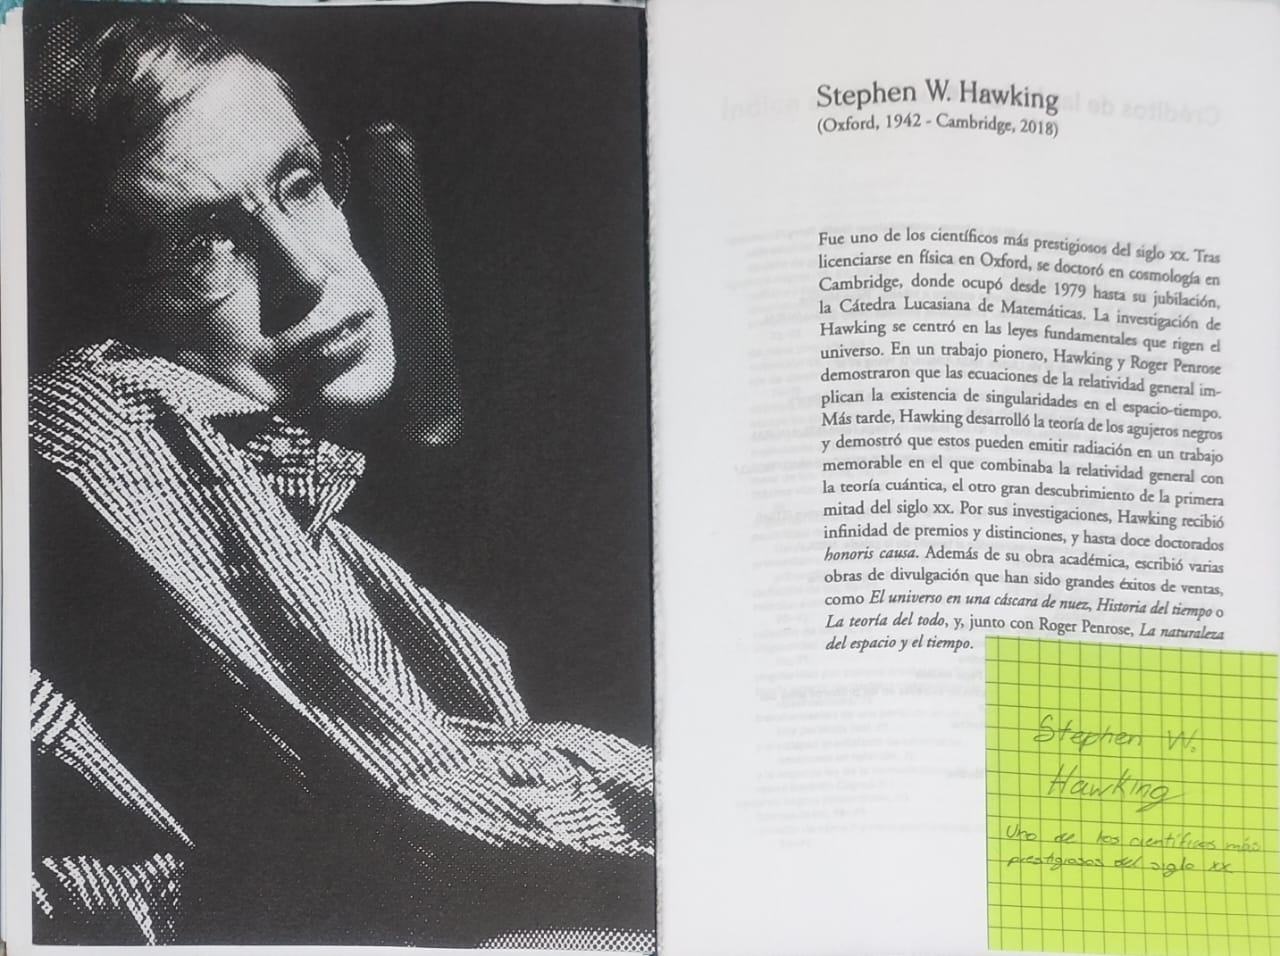 Stephen W. Hawking
(Oxford, 1942 - Cambridge, 2018)
Fue uno de los científicos más prestigiosos del siglo XX. Tras
licenciarse en física en Oxford, se doctoró en cosmología en
Cambridge, donde ocupó desde 1979 hasta su jubilación,
la Cátedra Lucasiana de Matemáticas. La investigación de
Hawking se centró en las leyes fundamentales que rigen el
universo. En un trabajo pionero, Hawking y Roger Penrose
demostraron que las ecuaciones de la relatividad general im-
plican la existencia de singularidades en el espacio-tiempo.
Más tarde, Hawking desarrolló la teoría de los agujeros negros
y demostró que estos pueden emitir radiación en un trabajo
memorable en el que combinaba la relatividad general con
la teoría cuántica, el otro gran descubrimiento de la primera
mitad del siglo XX. Por sus investigaciones, Hawking recibió
infinidad de premios y distinciones, y hasta doce doctorados
honoris causa. Además de su obra académica, escribió varias
obras de divulgación que han sido grandes éxitos de ventas,
como El universo en una cáscara de nuez, Historia del tiempo o
La teoría del todo, y, junto con Roger Penrose, La naturaleza
del espacio y el tiempo.
Stephen W.
Hawking
Uno de los científicos más
prestigiosos del siglo XX